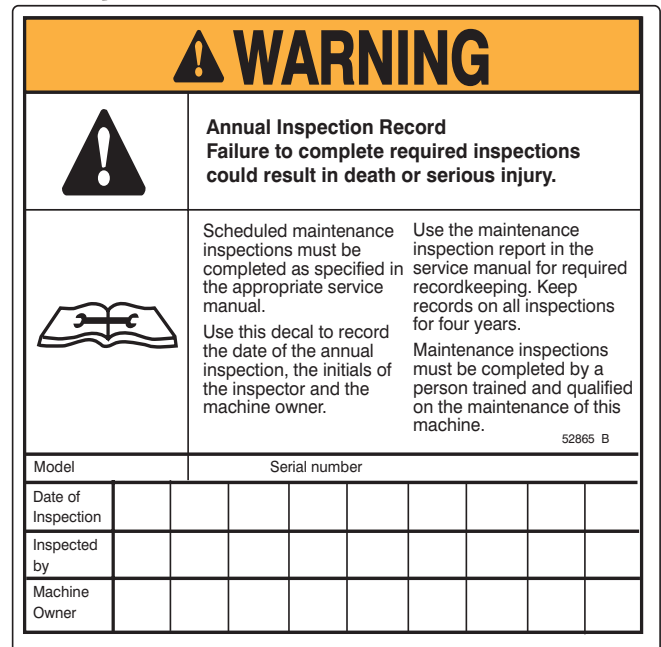 WARNING
Annual Inspection Record
Failure to complete required inspections
could result in death or serious injury.
Scheduled maintenance
inspections must be
completed as specified in
the appropriate service
manual.
Use this decal to record
the date of the annual
inspection, the initials of
the inspector and the
machine owner.
Use the maintenance
inspection report in the
service manual for required
recordkeeping. Keep
records on all inspections
for four years.
Maintenance inspections
must be completed by a
person trained and qualified
on the maintenance of this
machine.
52865 B
Model
Serial number
Date of
Inspection
Inspected
by
Machine
Owner